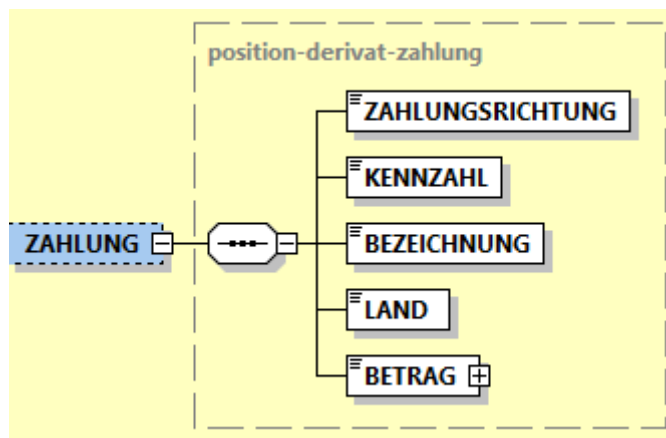 position-derivat-zahlung
ZAHLUNGSRICHTUNG
KENNZAHL
ZAHLUNG
BEZEICHNUNG
LAND
BETRAG